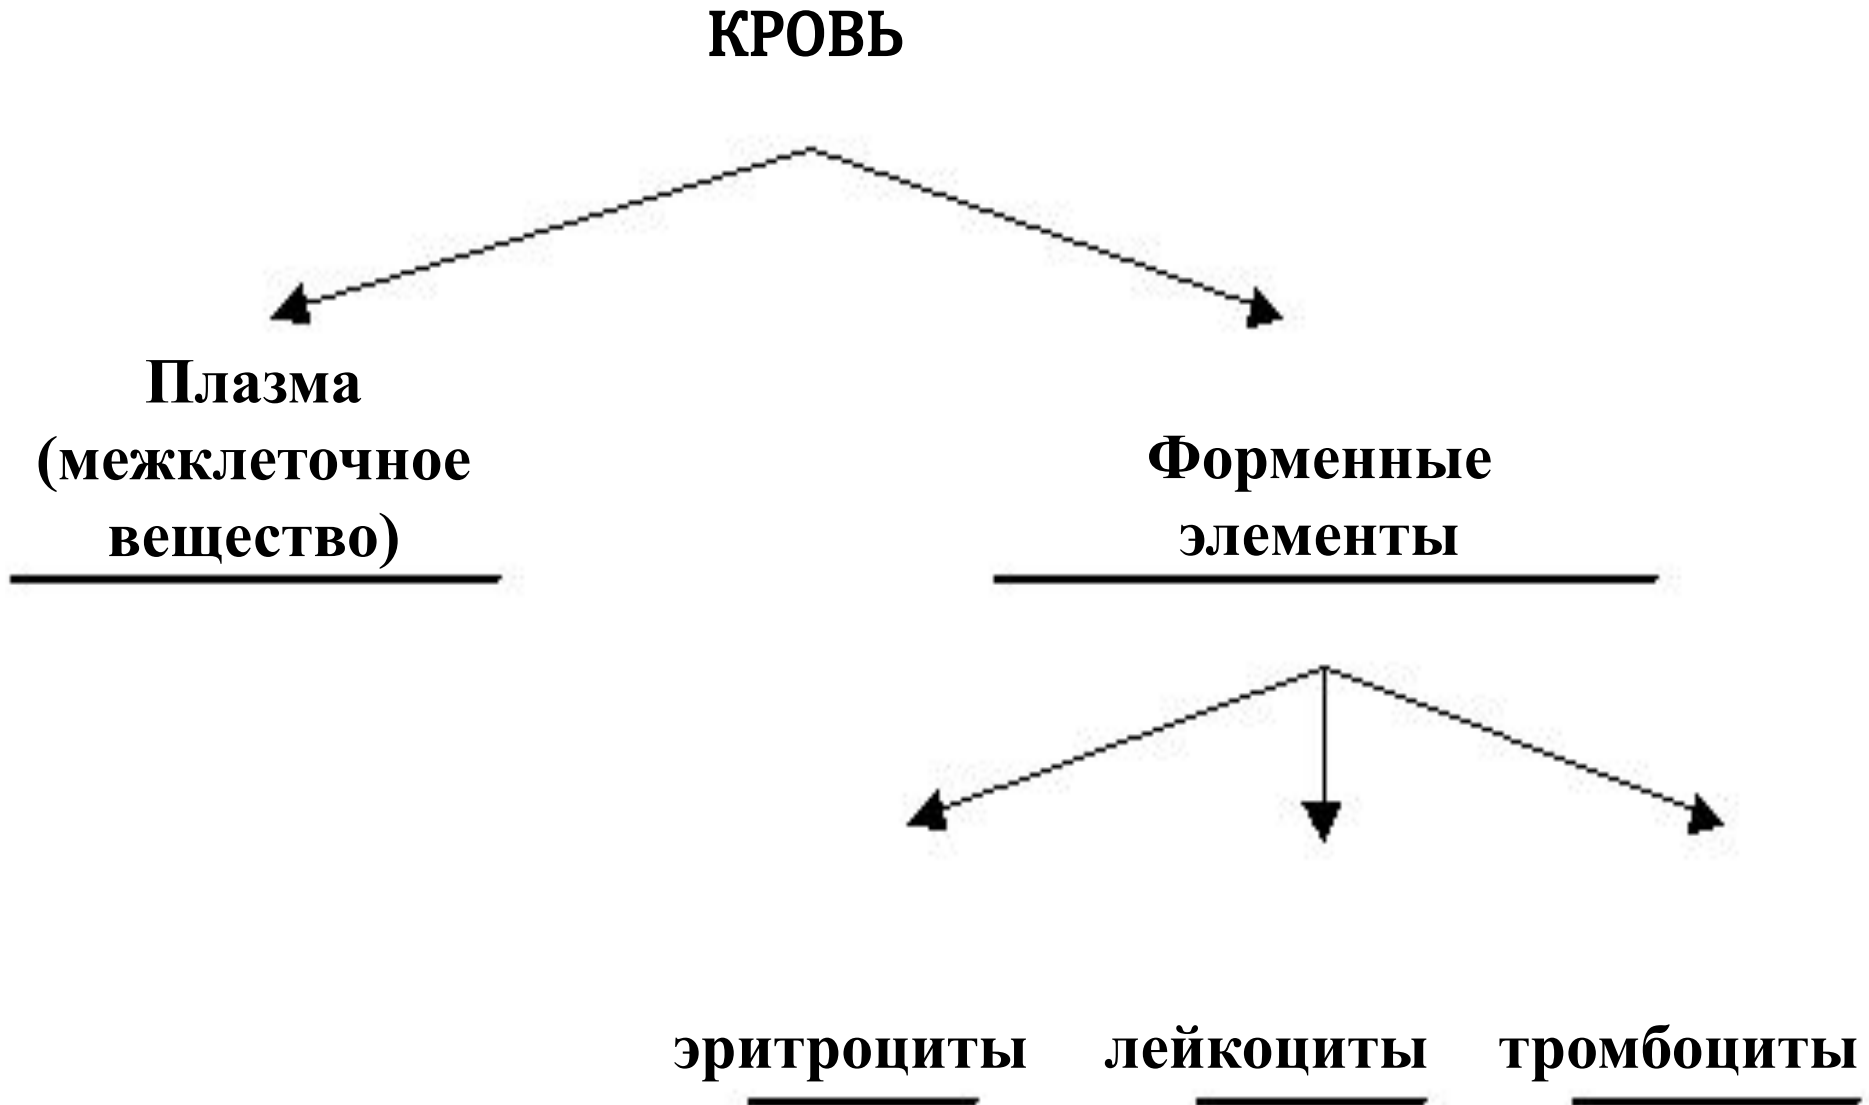 КРОВЬ
Плазма
(межклеточное
вещество)
Форменные
элементы
эритроциты лейкоциты тромбоциты